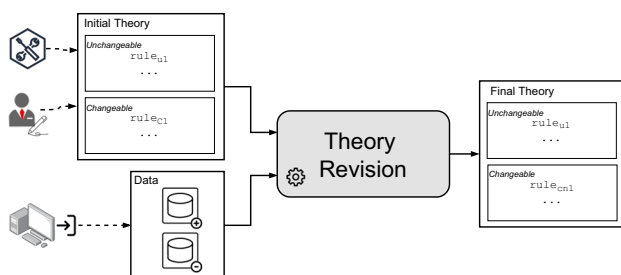 Initial Theory
Unchangeable
rule_u1
...
Changeable
rule_C1
...
Data
+
-
Theory
Revision
Final Theory
Unchangeable
rule_u1
...
Changeable
rule_cn1
...